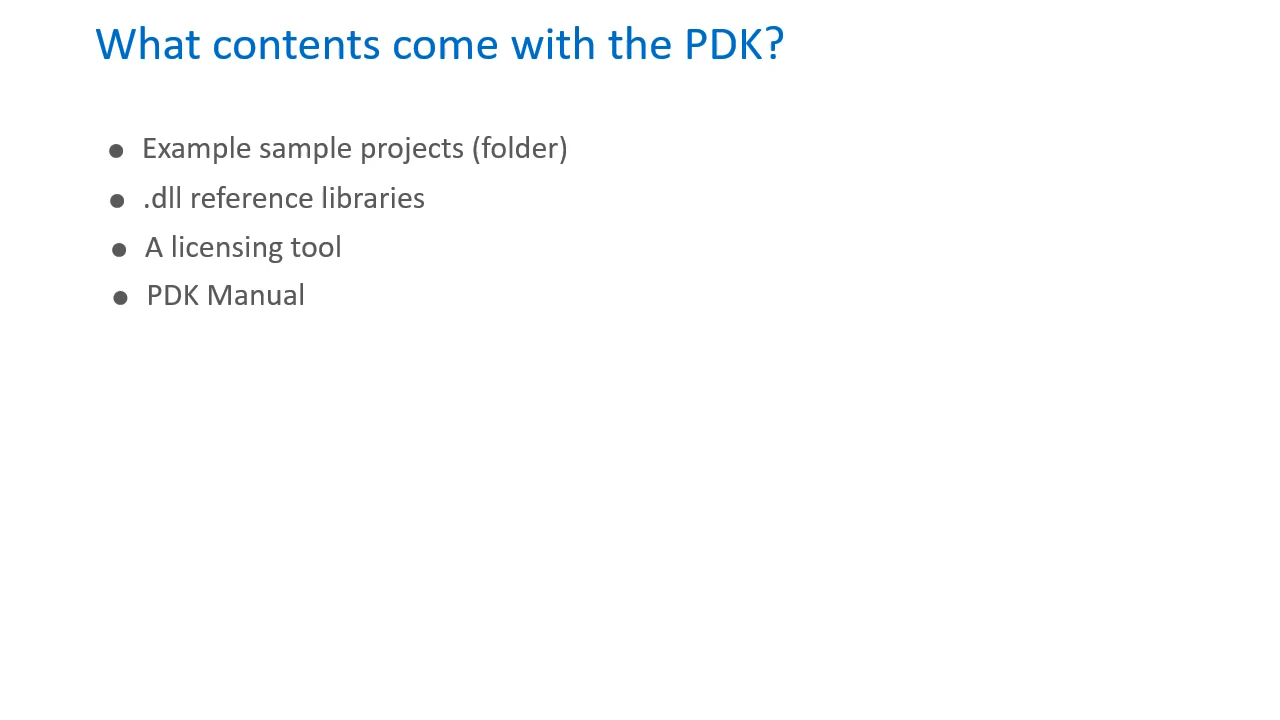 What contents come with the PDK?
● Example sample projects (folder)
● .dll reference libraries
● A licensing tool
● PDK Manual